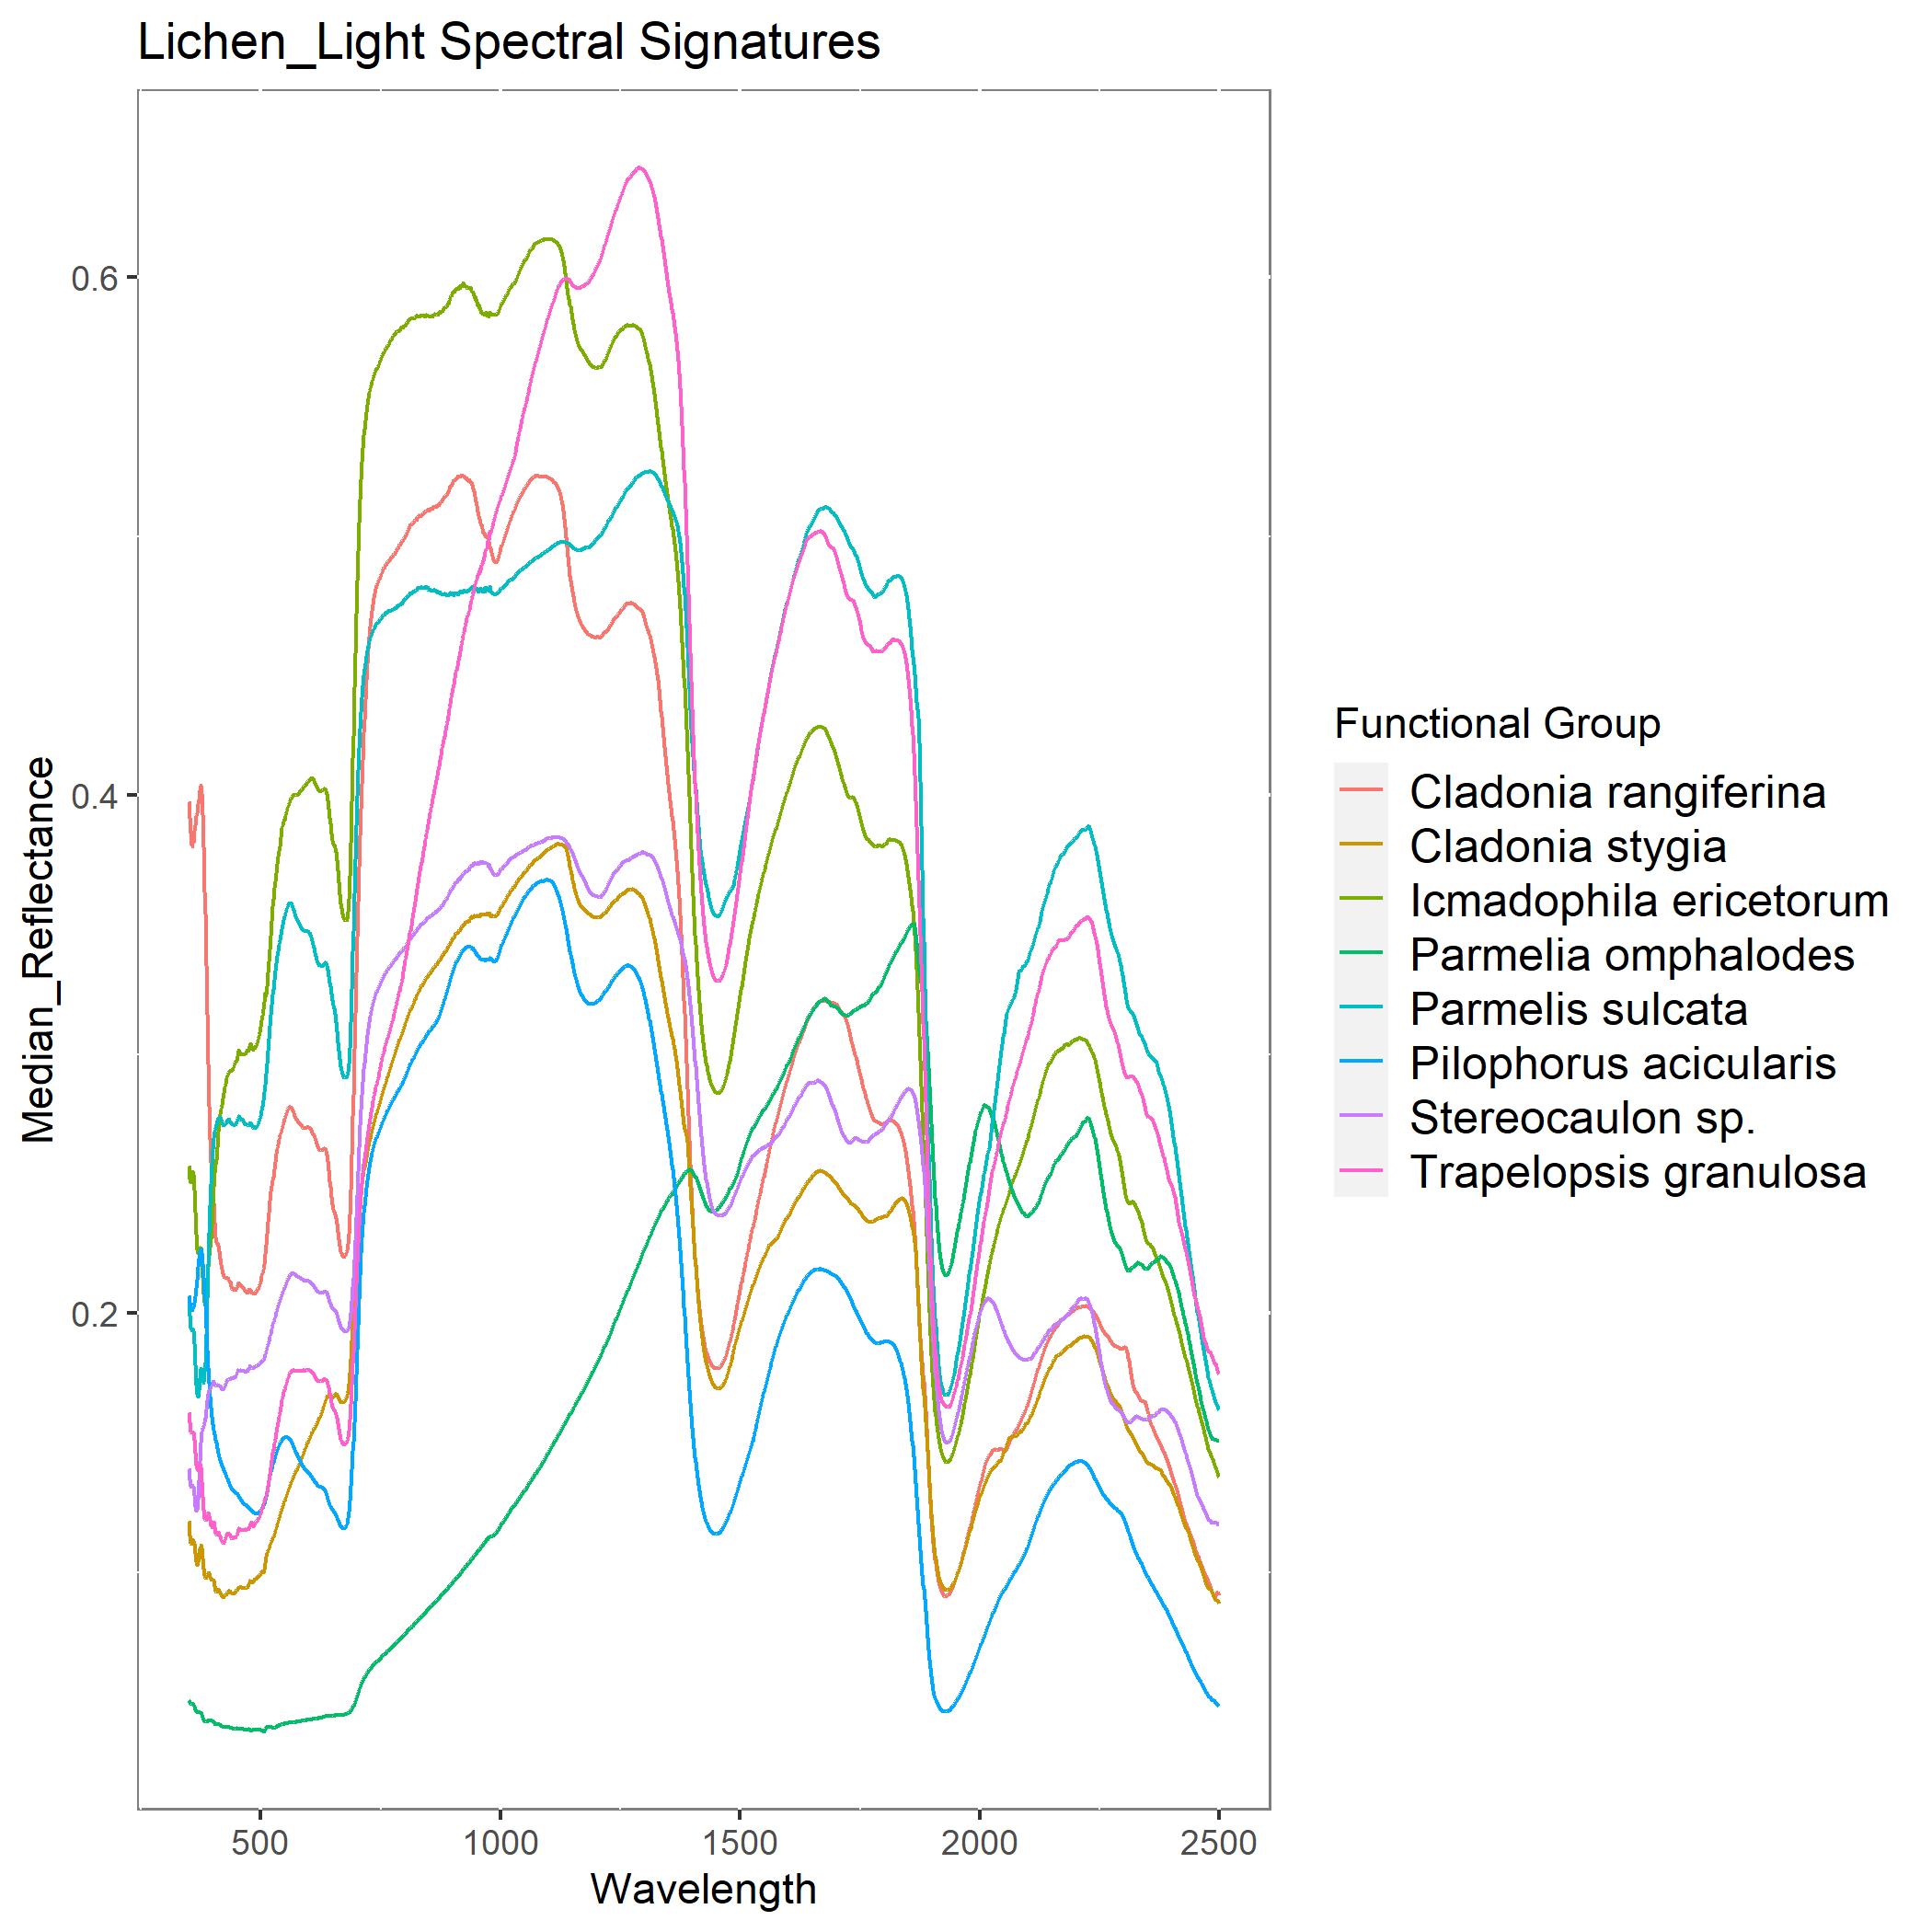 Lichen_Light Spectral Signatures
0.6
0.4
0.2
Median_Reflectance
500 1000 1500 2000 2500
Wavelength
Functional Group
Cladonia rangiferina
Cladonia stygia
Icmadophila ericetorum
Parmelia omphalodes
Parmelis sulcata
Pilophorus acicularis
Stereocaulon sp.
Trapelopsis granulosa